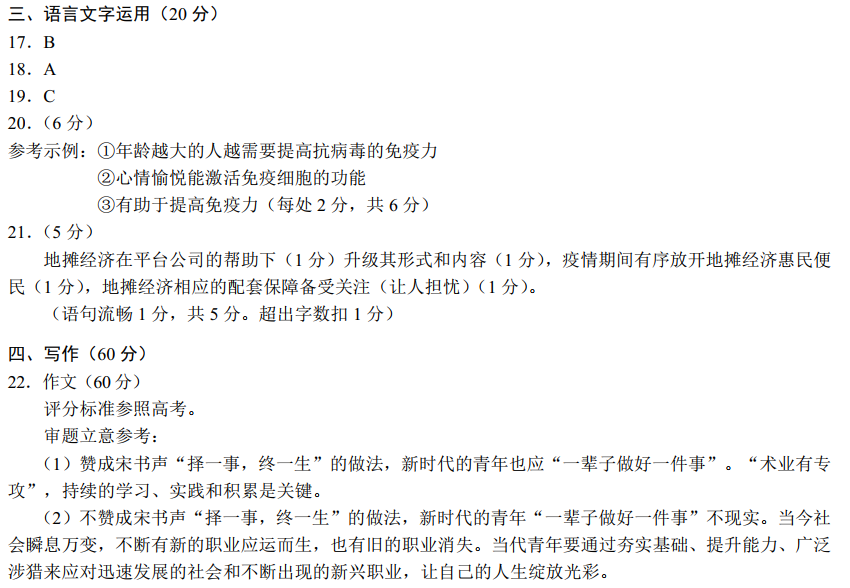 三、语言文字运用（20 分）
17．B
18．A
19．C
20．（6 分）
参考示例：①年龄越大的人越需要提高抗病毒的免疫力
②心情愉悦能激活免疫细胞的功能
③有助于提高免疫力（每处 2 分，共 6 分）
21．（5 分）
地摊经济在平台公司的帮助下（1 分）升级其形式和内容（1 分），疫情期间有序放开地摊经济惠民便
民（1 分），地摊经济相应的配套保障备受关注（让人担忧）（1 分）。
（语句流畅 1 分，共 5 分。超出字数扣 1 分）
四、写作（60 分）
22．作文（60 分）
评分标准参照高考。
审题立意参考：
（1）赞成宋书声“择一事，终一生”的做法，新时代的青年也应“一辈子做好一件事”。“术业有专
攻”，持续的学习、实践和积累是关键。
（2）不赞成宋书声“择一事，终一生”的做法，新时代的青年“一辈子做好一件事”不现实。当今社
会瞬息万变，不断有新的职业应运而生，也有旧的职业消失。当代青年要通过夯实基础、提升能力、广泛
涉猎来应对迅速发展的社会和不断出现的新兴职业，让自己的人生绽放光彩。